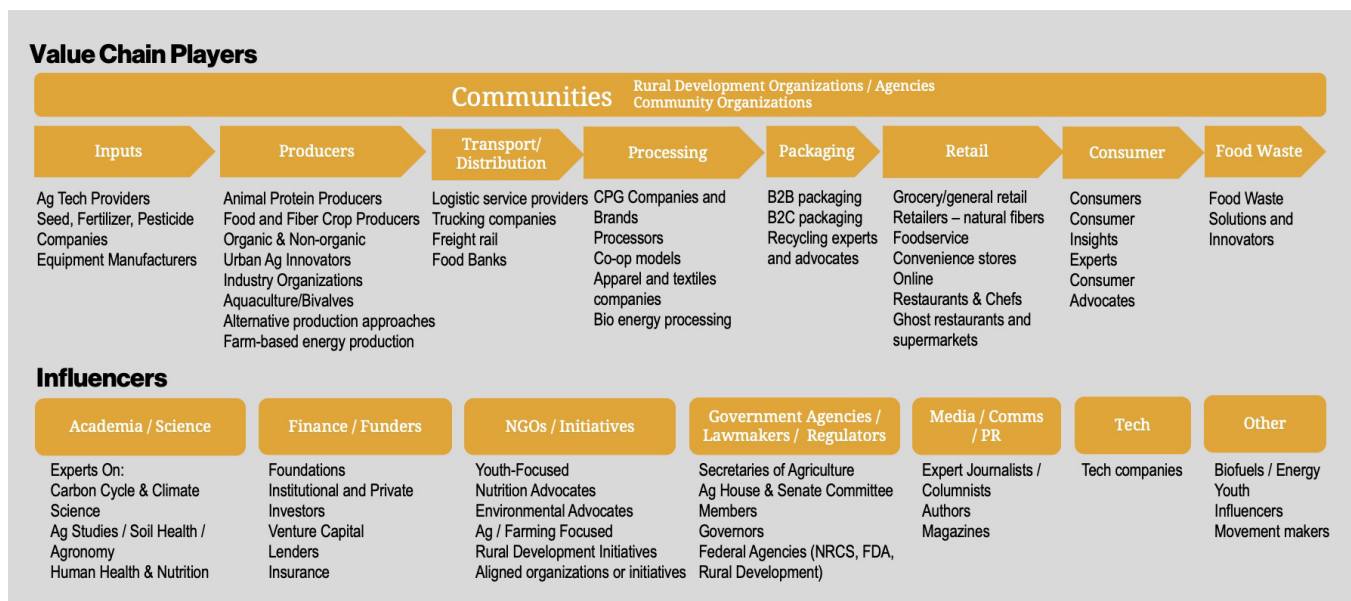 Value Chain Players
Communities
Rural Development Organizations / Agencies
Community Organizations
Inputs
Ag Tech Providers
Seed, Fertilizer, Pesticide
Companies
Equipment Manufacturers
Producers
Animal Protein Producers
Food and Fiber Crop Producers
Organic & Non-organic
Urban Ag Innovators
Industry Organizations
Aquaculture/Bivalves
Alternative production approaches
Farm-based energy production
Transport/
Distribution
Logistic service providers
Trucking companies
Freight rail
Food Banks
Processing
CPG Companies and
Brands
Processors
Co-op models
Apparel and textiles
companies
Bio energy processing
Packaging
B2B packaging
B2C packaging
Recycling experts
and advocates
Retail
Grocery/general retail
Retailers – natural fibers
Foodservice
Convenience stores
Online
Restaurants & Chefs
Ghost restaurants and
supermarkets
Consumer
Consumers
Consumer
Insights
Experts
Consumer
Advocates
Food Waste
Food Waste
Solutions and
Innovators
Influencers
Academia / Science
Experts On:
Carbon Cycle & Climate
Science
Ag Studies / Soil Health /
Agronomy
Human Health & Nutrition
Finance / Funders
Foundations
Institutional and Private
Investors
Venture Capital
Lenders
Insurance
NGOs / Initiatives
Youth-Focused
Nutrition Advocates
Environmental Advocates
Ag / Farming Focused
Rural Development Initiatives
Aligned organizations or initiatives
Government Agencies /
Lawmakers / Regulators
Secretaries of Agriculture
Ag House & Senate Committee
Members
Governors
Federal Agencies (NRCS, FDA,
Rural Development)
Media / Comms
/ PR
Expert Journalists /
Columnists
Authors
Magazines
Tech
Tech companies
Other
Biofuels / Energy
Youth
Influencers
Movement makers